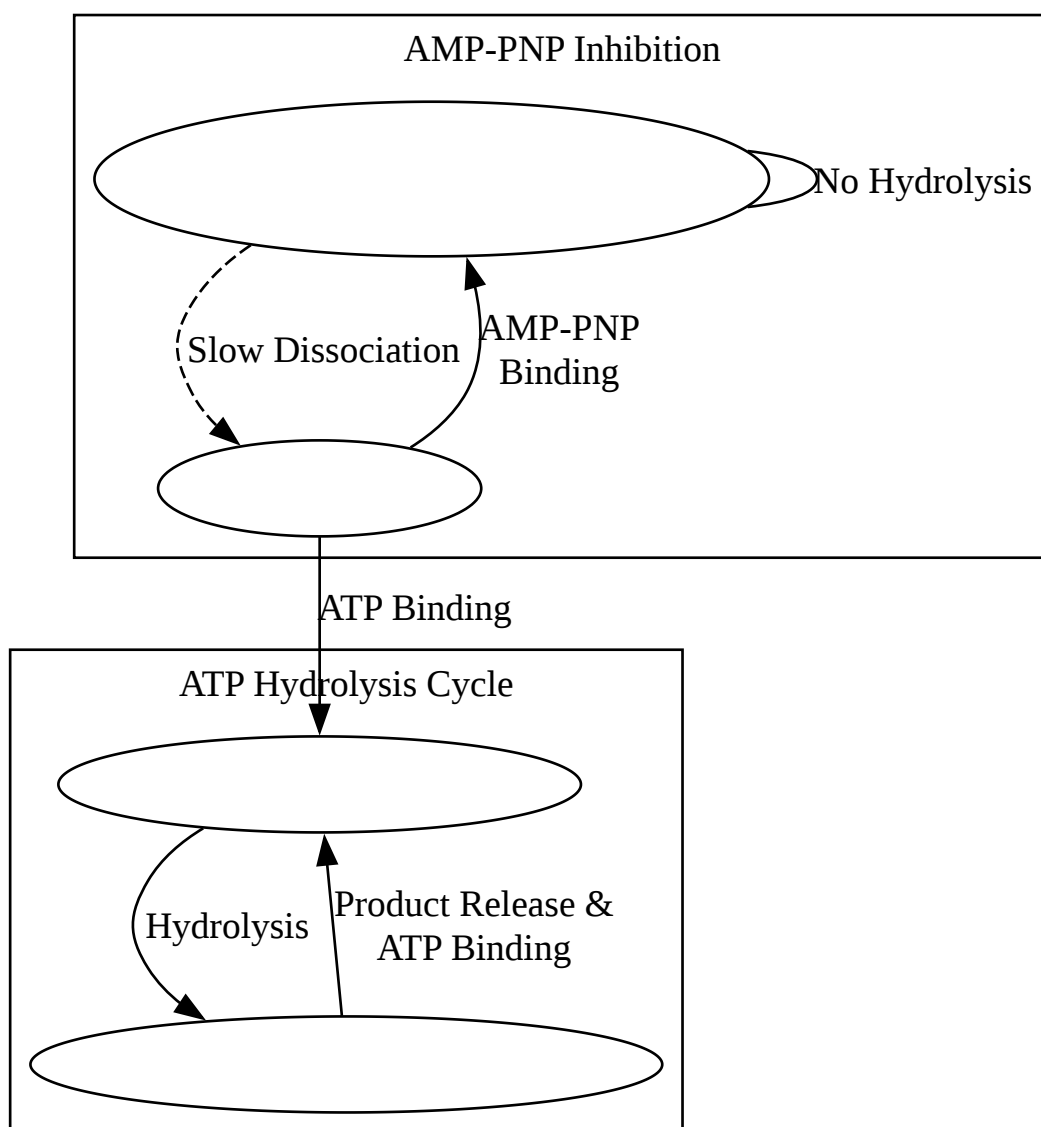 AMP-PNP Inhibition
No Hydrolysis
Slow Dissociation
AMP-PNP
Binding
ATP Binding
ATP Hydrolysis Cycle
Hydrolysis
Product Release &
ATP Binding